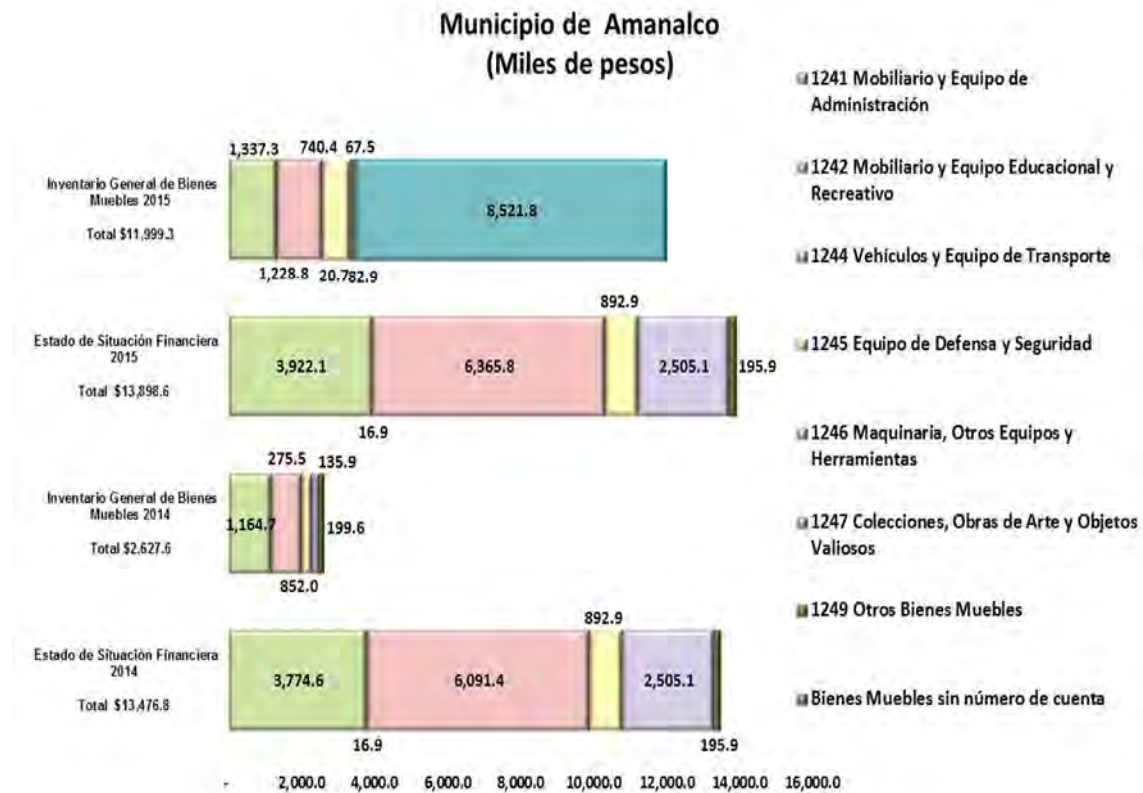 Municipio de Amanalco
(Miles de pesos)
1,337.3
740.4
67.5
Inventario General de Bienes
Muebles 2015
Total $11,999.3
8,521.8
1,228.8
20.7
82.9
892.9
Estado de Situación Financiera
2015
Total $13,898.6
3,922.1
6,365.8
2,505.1
195.9
16.9
275.5
135.9
Inventario General de Bienes
Muebles 2014
Total $2,627.6
1,164.7
199.6
852.0
892.9
Estado de Situación Financiera
2014
Total $13,476.8
3,774.6
6,091.4
2,505.1
16.9
195.9
- 2,000.0 4,000.0 6,000.0 8,000.0 10,000.0 12,000.0 14,000.0 16,000.0
1241 Mobiliario y Equipo de
Administración
1242 Mobiliario y Equipo Educacional y
Recreativo
1244 Vehículos y Equipo de Transporte
1245 Equipo de Defensa y Seguridad
1246 Maquinaria, Otros Equipos y
Herramientas
1247 Colecciones, Obras de Arte y Objetos
Valiosos
1249 Otros Bienes Muebles
Bienes Muebles sin número de cuenta